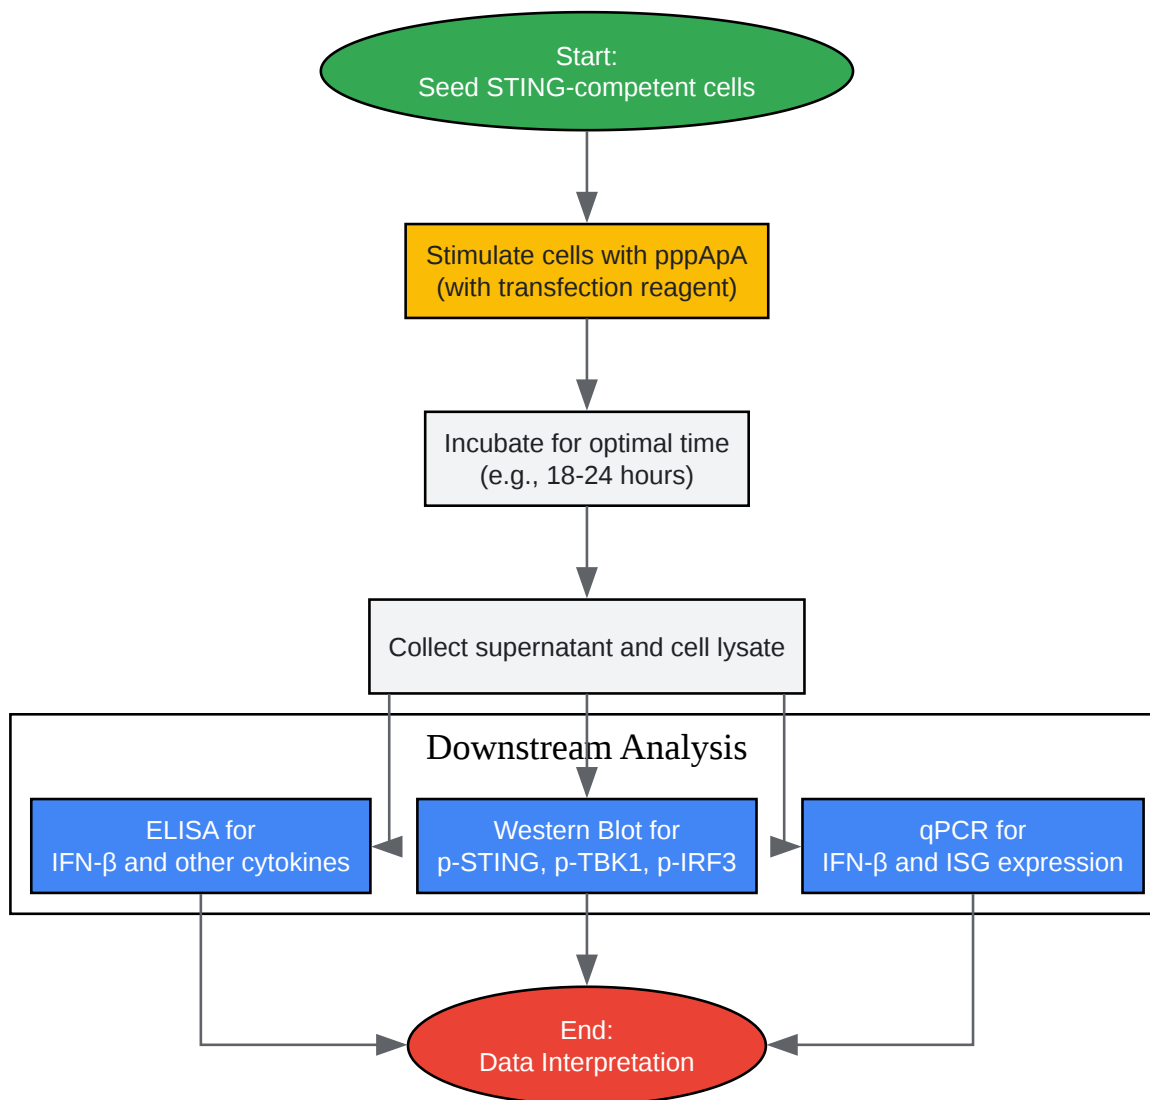 Start:
Seed STING-competent cells
Stimulate cells with pppApA
(with transfection reagent)
Incubate for optimal time
(e.g., 18-24 hours)
Collect supernatant and cell lysate
Downstream Analysis
ELISA for
IFN-β and other cytokines
Western Blot for
p-STING, p-TBK1, p-IRF3
qPCR for
IFN-β and ISG expression
End:
Data Interpretation